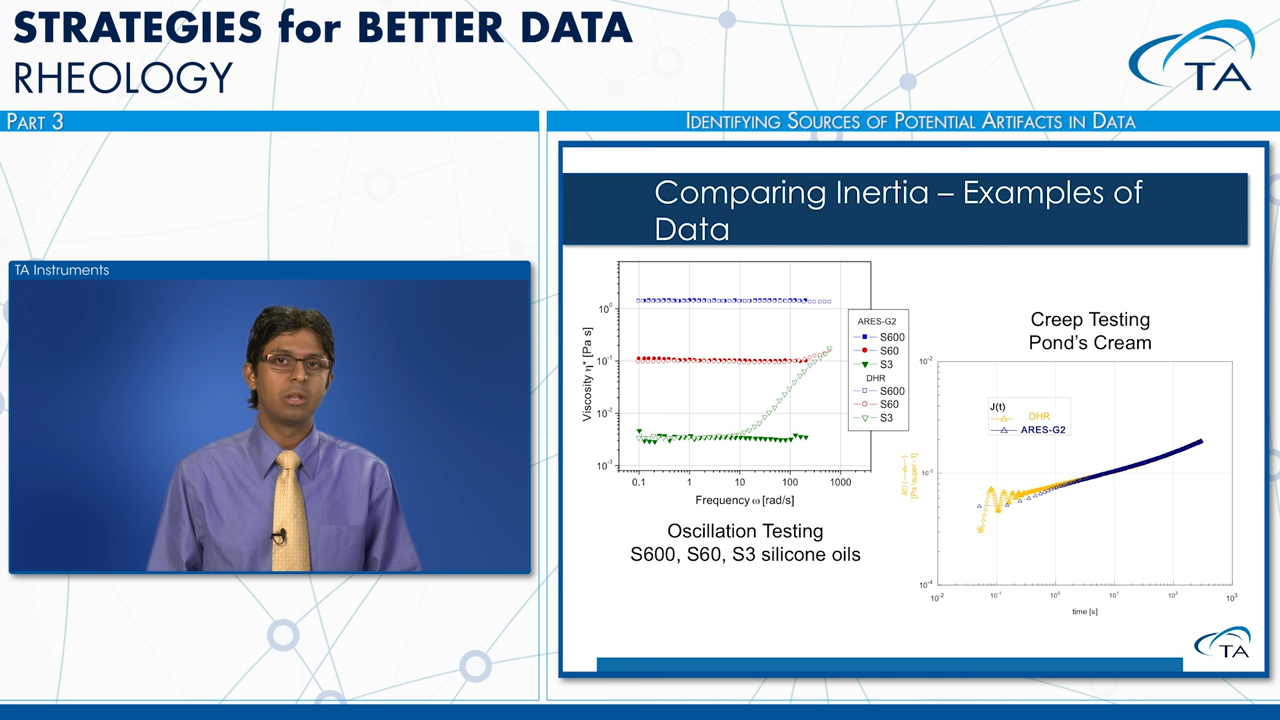 STRATEGIES for BETTER DATA
RHEOLOGY
TA
PART 3
IDENTIFYING SOURCES OF POTENTIAL ARTIFACTS IN DATA
TA Instruments
Comparing Inertia – Examples of
Data
Viscosity η* [Pa s]
10⁰
10⁻¹
10⁻²
10⁻³
0.1
1
10
100
1000
Frequency ω [rad/s]
ARES-G2
S600
S60
S3
DHR
S600
S60
S3
Oscillation Testing
S600, S60, S3 silicone oils
Creep Testing
Pond's Cream
J(t)
DHR
ARES-G2
10⁻²
10⁻³
10⁻⁴
10⁻²
10⁻¹
10⁰
10¹
10²
10³
time [s]
TA